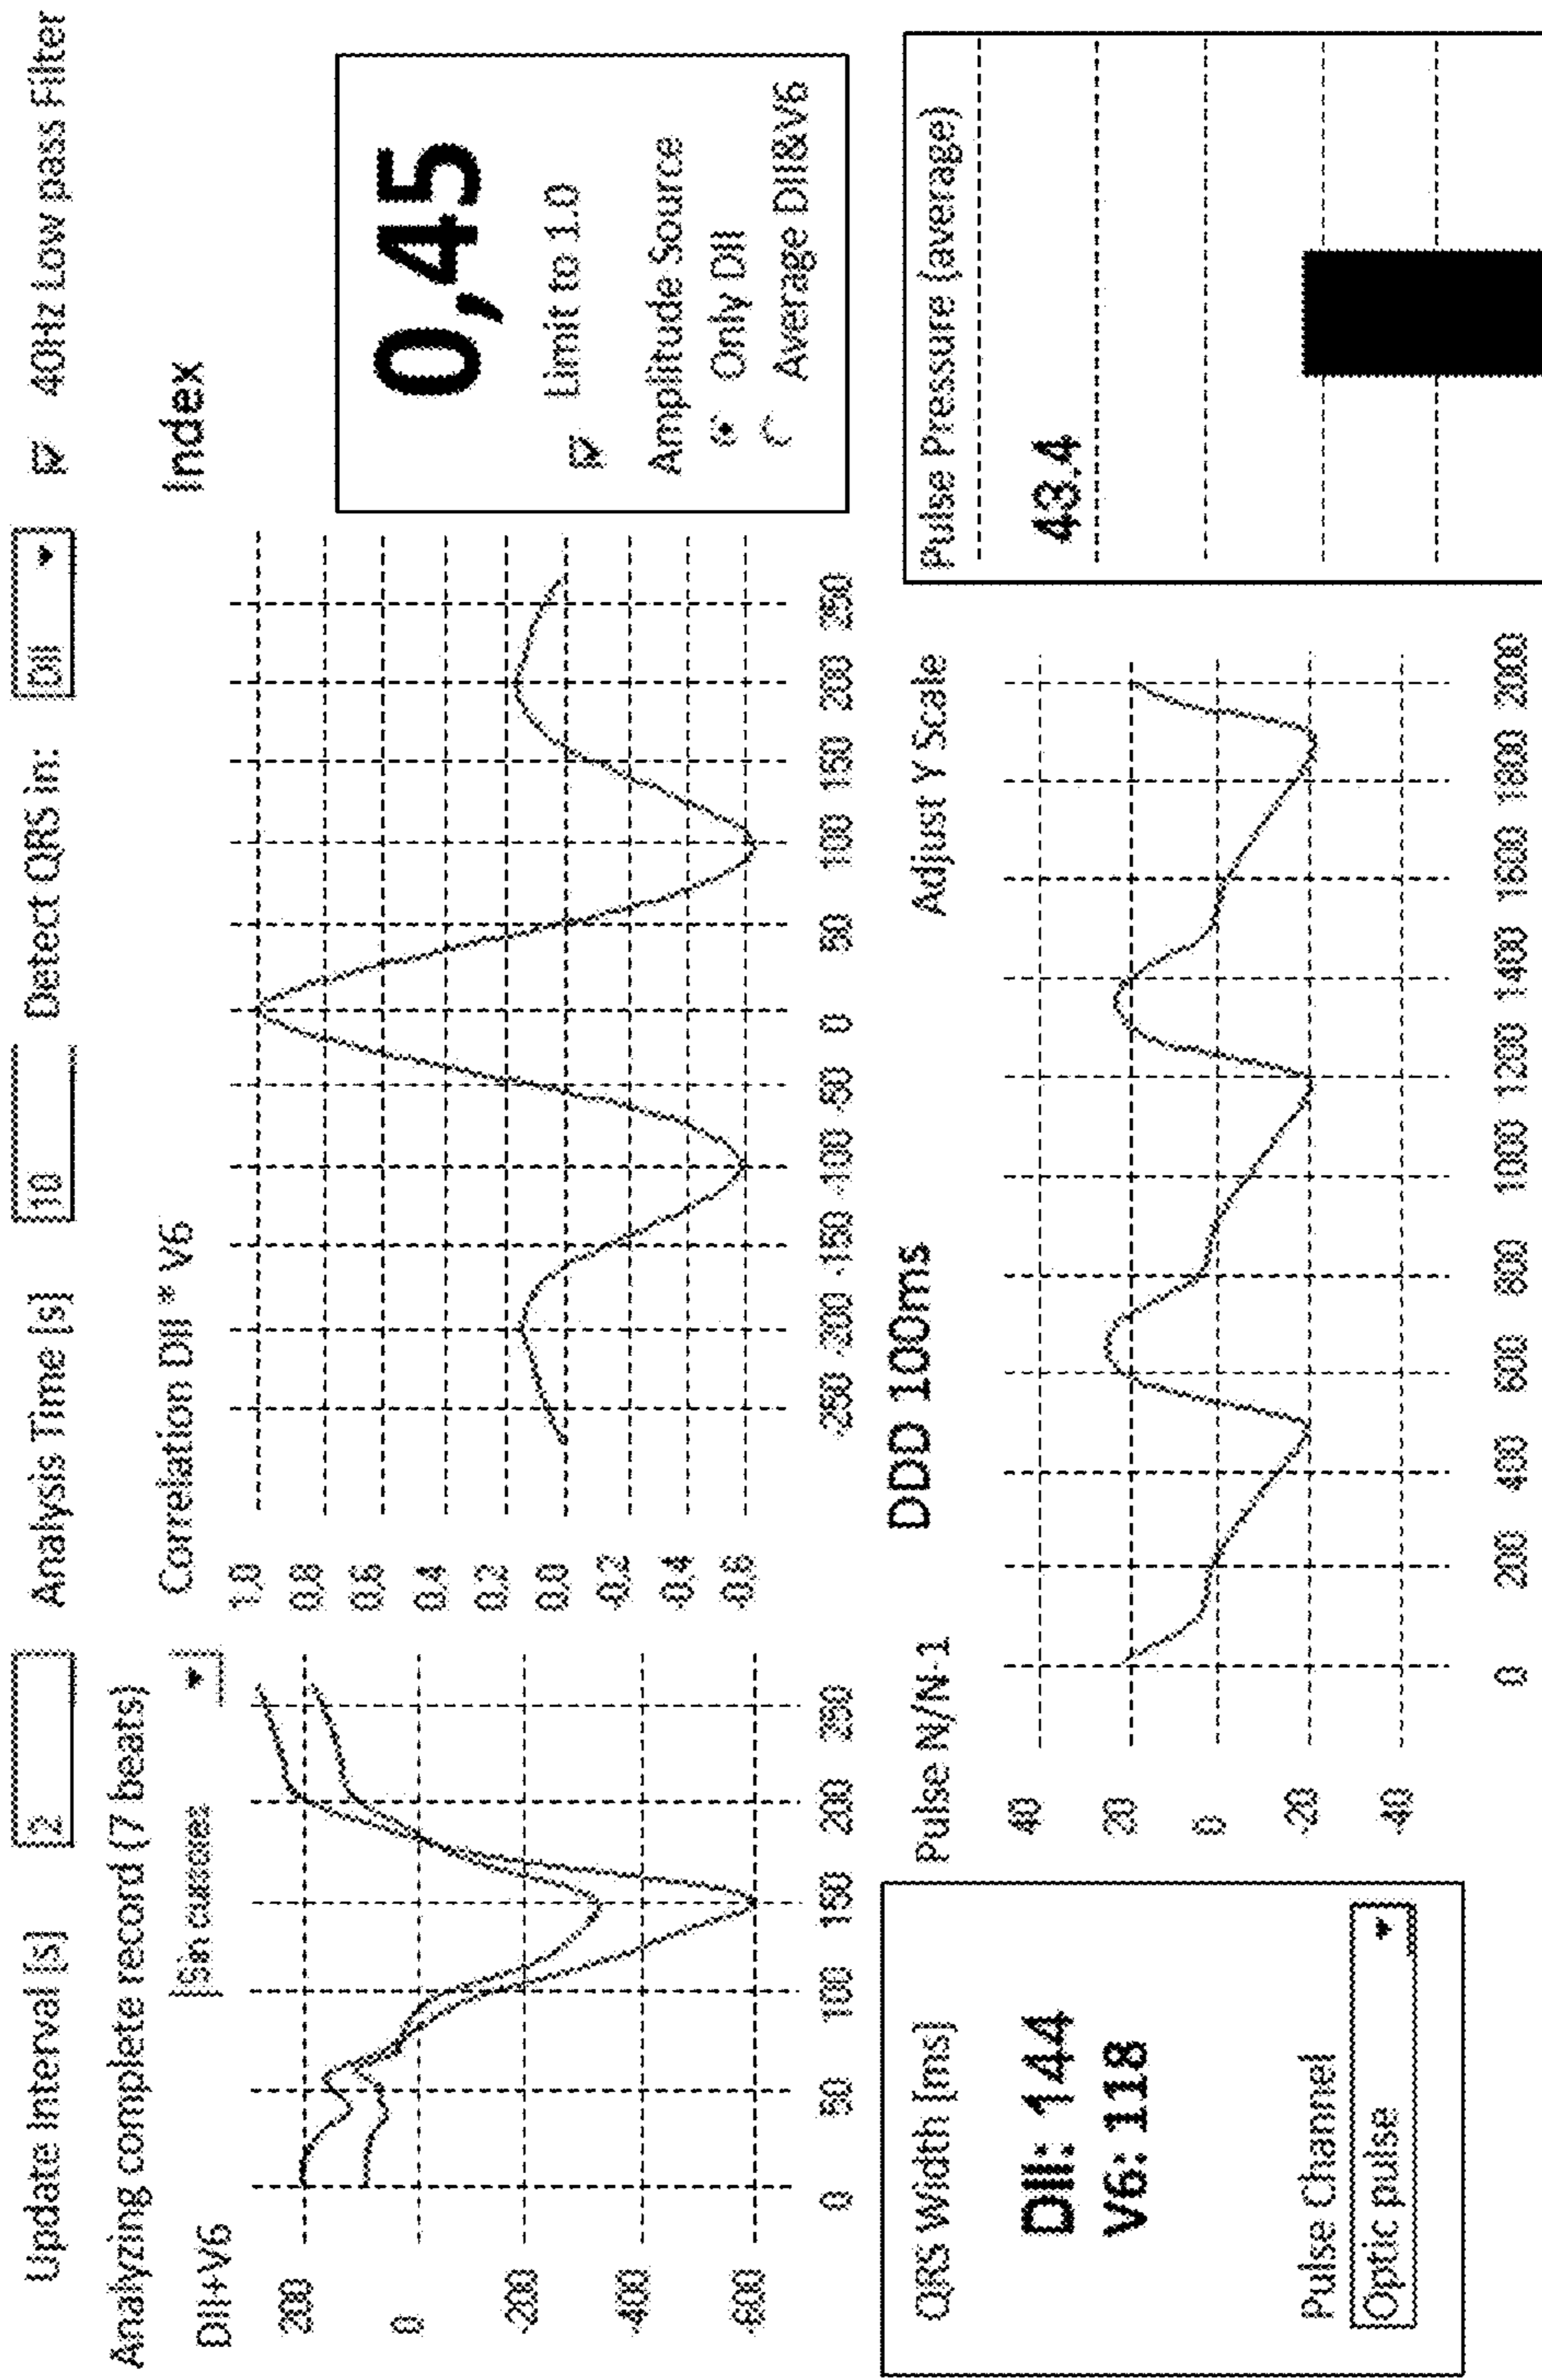 Update Interval [s] 2 Analysis Time [s] 10 Detect QRS in: DII 40Hz Low pass Filter
Analyzing complete record (7 beats)
DII+V6
Sin cursores
200
0
-200
-400
-600
0 50 100 150 200 250
Correlation DII * V6
1.0
0.8
0.6
0.4
0.2
0.0
-0.2
-0.4
-0.6
-250 -200 -150 -100 -50 0 50 100 150 200 250
Index
0,45
Limit to 1.0
Amplitude Source
Only DII
Average DII&V6
QRS Width [ms]
DII: 144
V6: 118
Pulse Channel
Optic pulse
DDD 100ms
Pulse N/N-1
Adjust Y Scale
40
20
0
-20
-40
0 200 400 600 800 1000 1200 1400 1600 1800 2000
Pulse Pressure (average)
43.4